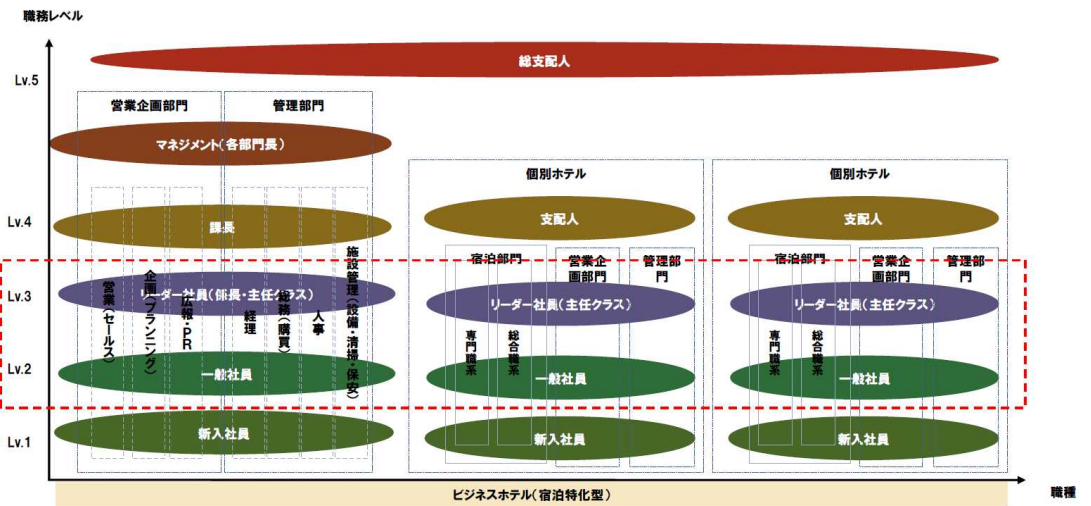 職務レベル
Lv.5
総支配人
営業企画部門
管理部門
マネジメント(各部門長)
個別ホテル
個別ホテル
Lv.4
課長
支配人
支配人
宿泊部門
営業企
画部門
管理部
門
宿泊部門
営業企
画部門
管理部
門
Lv.3
リーダー社員(係長・主任クラス)
リーダー社員(主任クラス)
リーダー社員(主任クラス)
営業(セールス)
企画(プランニング)
広報・PR
経理
総務(購買)
人事
施設管理(設備・清掃・保安)
専門職系
総合職系
専門職系
総合職系
Lv.2
一般社員
一般社員
一般社員
Lv.1
新入社員
新入社員
新入社員
ビジネスホテル(宿泊特化型)
職種